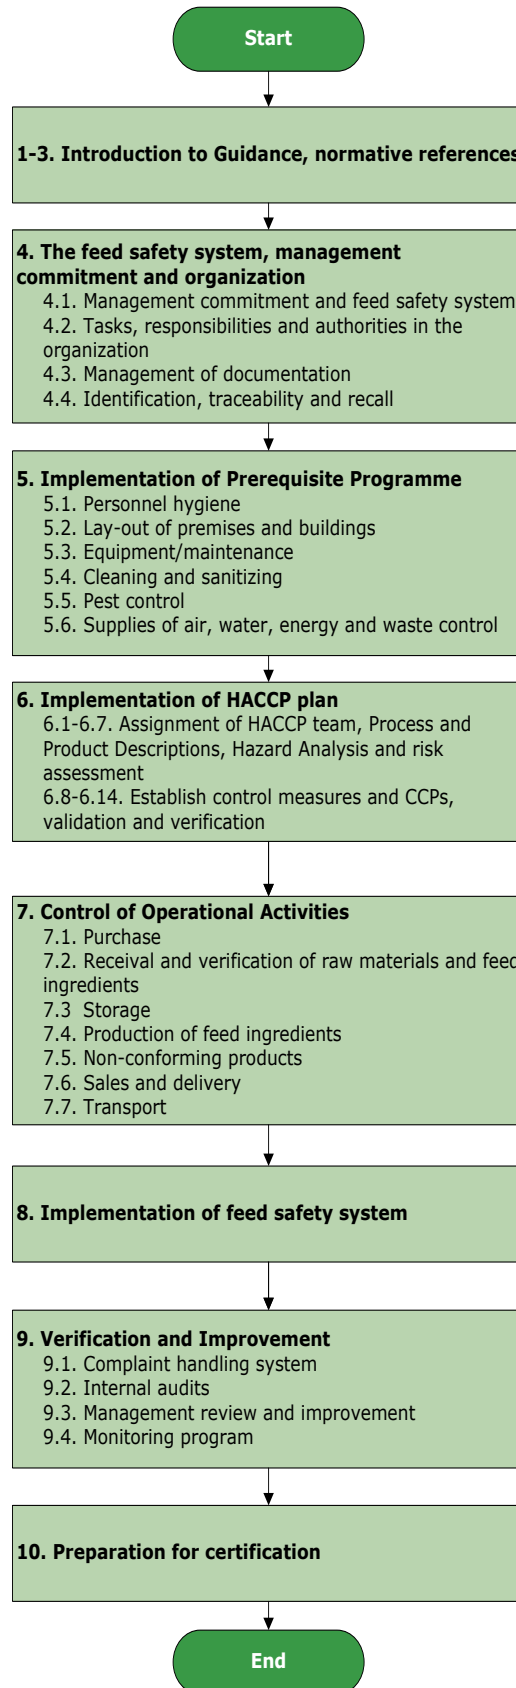 Start
1-3. Introduction to Guidance, normative references
4. The feed safety system, management
commitment and organization
4.1. Management commitment and feed safety system
4.2. Tasks, responsibilities and authorities in the
organization
4.3. Management of documentation
4.4. Identification, traceability and recall
5. Implementation of Prerequisite Programme
5.1. Personnel hygiene
5.2. Lay-out of premises and buildings
5.3. Equipment/maintenance
5.4. Cleaning and sanitizing
5.5. Pest control
5.6. Supplies of air, water, energy and waste control
6. Implementation of HACCP plan
6.1-6.7. Assignment of HACCP team, Process and
Product Descriptions, Hazard Analysis and risk
assessment
6.8-6.14. Establish control measures and CCPs,
validation and verification
7. Control of Operational Activities
7.1. Purchase
7.2. Receival and verification of raw materials and feed
ingredients
7.3 Storage
7.4. Production of feed ingredients
7.5. Non-conforming products
7.6. Sales and delivery
7.7. Transport
8. Implementation of feed safety system
9. Verification and Improvement
9.1. Complaint handling system
9.2. Internal audits
9.3. Management review and improvement
9.4. Monitoring program
10. Preparation for certification
End